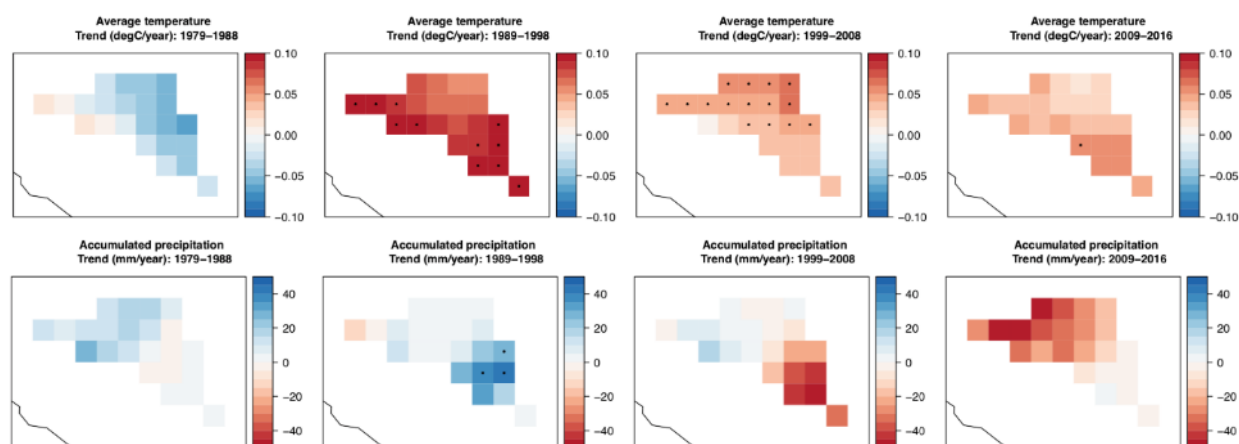 Average temperature
Trend (degC/year): 1979–1988
0.10
0.05
0.00
−0.05
−0.10
Average temperature
Trend (degC/year): 1989–1998
0.10
0.05
0.00
−0.05
−0.10
Average temperature
Trend (degC/year): 1999–2008
0.10
0.05
0.00
−0.05
−0.10
Average temperature
Trend (degC/year): 2009–2016
0.10
0.05
0.00
−0.05
−0.10
Accumulated precipitation
Trend (mm/year): 1979–1988
40
20
0
−20
−40
Accumulated precipitation
Trend (mm/year): 1989–1998
40
20
0
−20
−40
Accumulated precipitation
Trend (mm/year): 1999–2008
40
20
0
−20
−40
Accumulated precipitation
Trend (mm/year): 2009–2016
40
20
0
−20
−40